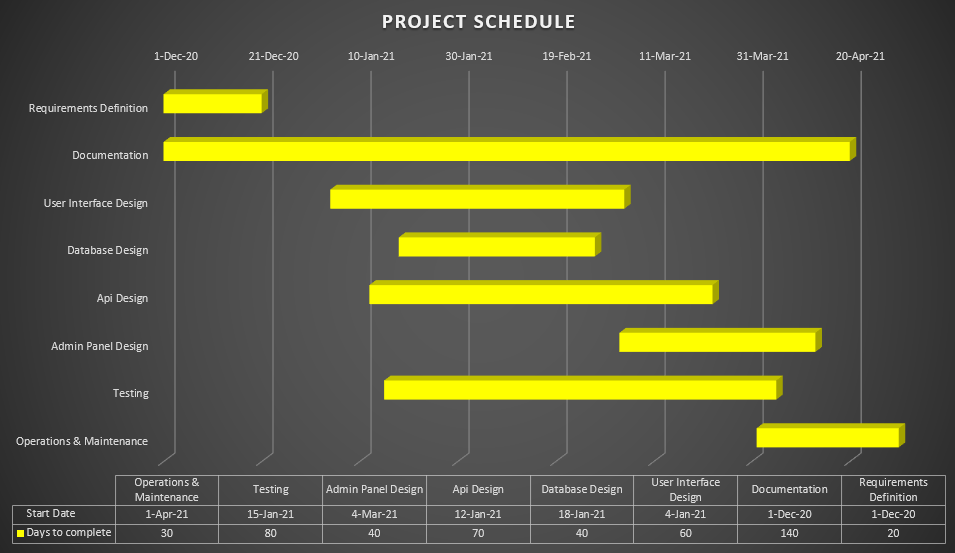 PROJECT SCHEDULE
1-Dec-20 21-Dec-20 10-Jan-21 30-Jan-21 19-Feb-21 11-Mar-21 31-Mar-21 20-Apr-21
Requirements Definition
Documentation
User Interface Design
Database Design
Api Design
Admin Panel Design
Testing
Operations & Maintenance
Operations & Maintenance Testing Admin Panel Design Api Design Database Design User Interface Design Documentation Requirements Definition
Start Date 1-Apr-21 15-Jan-21 4-Mar-21 12-Jan-21 18-Jan-21 4-Jan-21 1-Dec-20 1-Dec-20
Days to complete 30 80 40 70 40 60 140 20